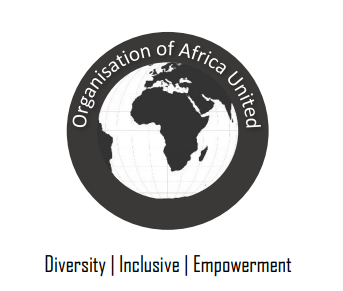 Organisation of Africa United
Diversity | Inclusive | Empowerment